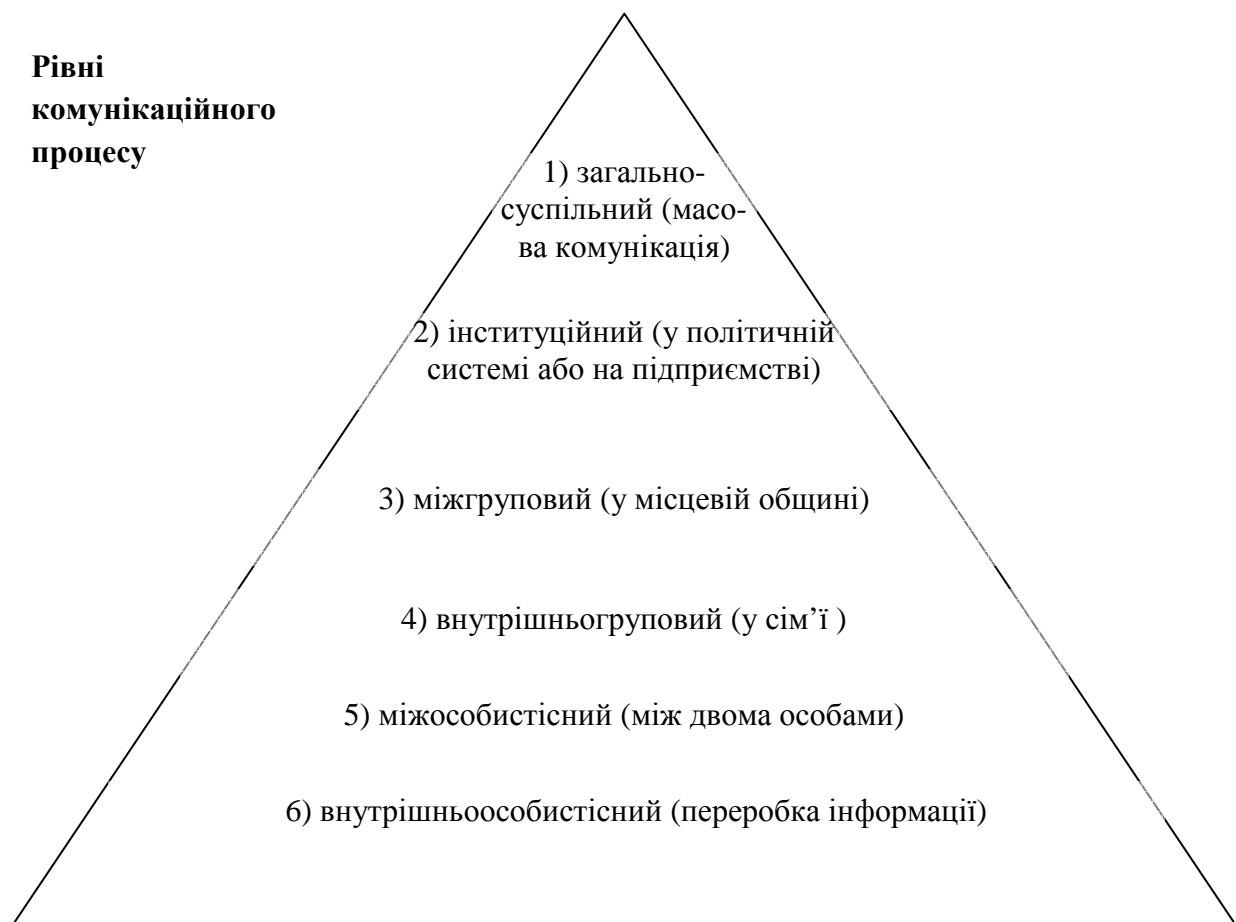 Рівні
комунікаційного
процесу
1) загально-
суспільний (масо-
ва комунікація)
2) інституційний (у політичній
системі або на підприємстві)
3) міжгруповий (у місцевій общині)
4) внутрішньогруповий (у сім’ї )
5) міжособистісний (між двома особами)
6) внутрішньоособистісний (переробка інформації)